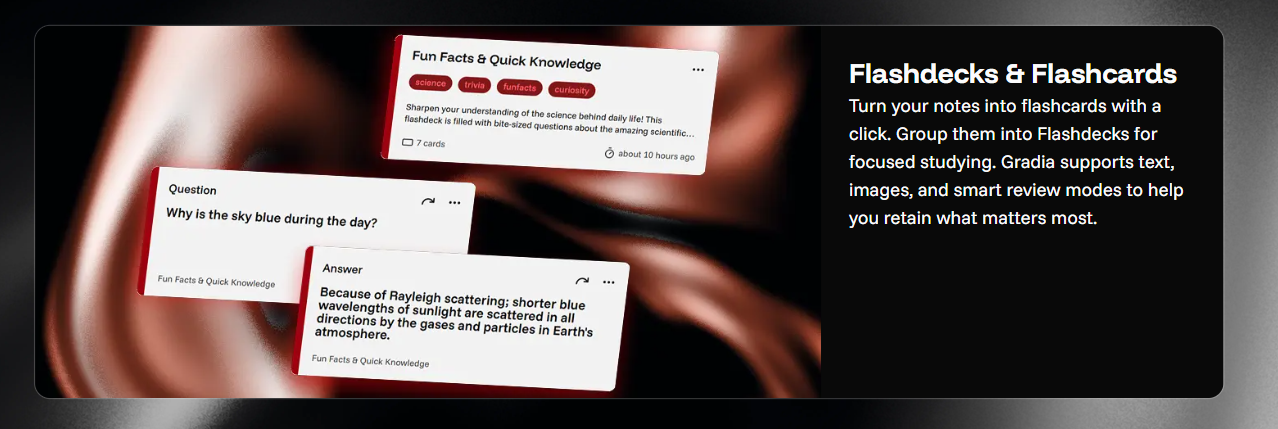 Fun Facts & Quick Knowledge
science trivia funfacts curiosity
Sharpen your understanding of the science behind daily life! This
flashdeck is filled with bite-sized questions about the amazing scientific...
7 cards about 10 hours ago
Question
Why is the sky blue during the day?
Fun Facts & Quick Knowledge
Answer
Because of Rayleigh scattering; shorter blue
wavelengths of sunlight are scattered in all
directions by the gases and particles in Earth's
atmosphere.
Fun Facts & Quick Knowledge
Flashdecks & Flashcards
Turn your notes into flashcards with a
click. Group them into Flashdecks for
focused studying. Gradia supports text,
images, and smart review modes to help
you retain what matters most.